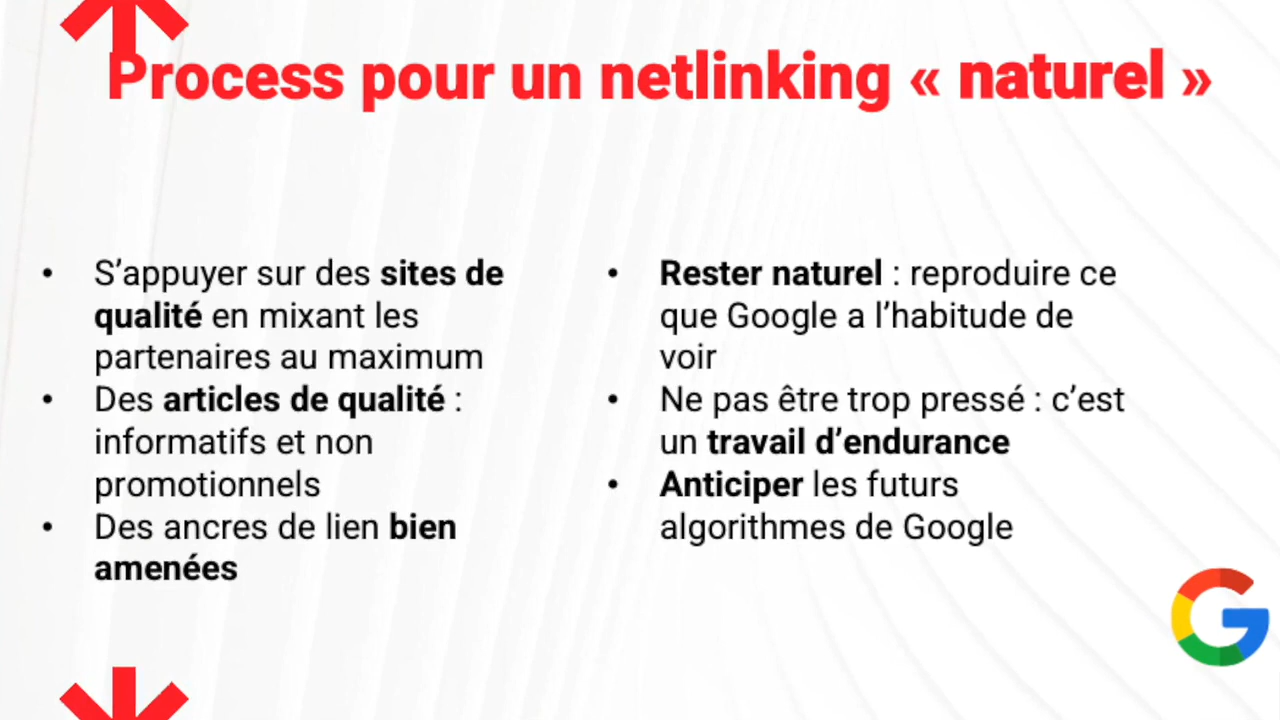 Process pour un netlinking « naturel »
• S’appuyer sur des sites de
qualité en mixant les
partenaires au maximum
• Des articles de qualité :
informatifs et non
promotionnels
• Des ancres de lien bien
amenées
• Rester naturel : reproduire ce
que Google a l’habitude de
voir
• Ne pas être trop pressé : c’est
un travail d’endurance
• Anticiper les futurs
algorithmes de Google